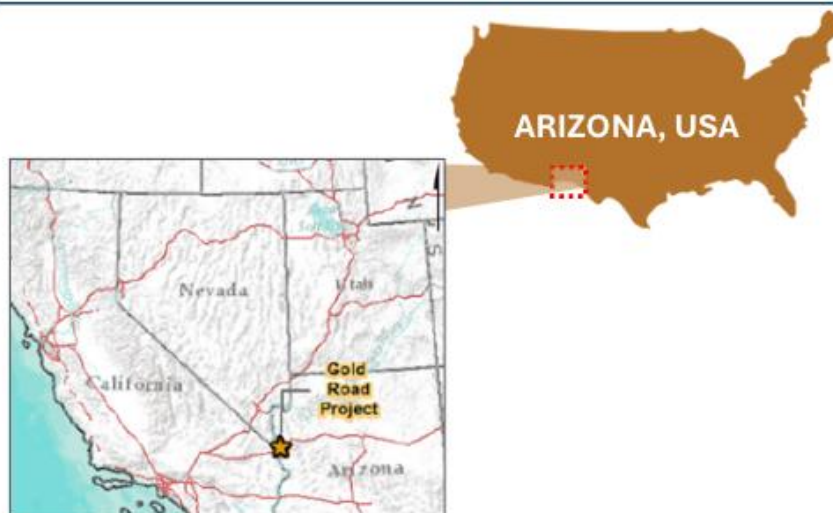 ARIZONA, USA
Nevada
Utah
California
Gold
Road
Project
Arizona